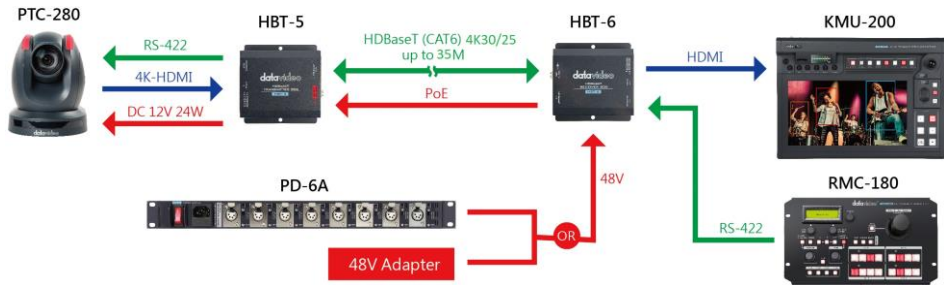 PTC-280
HBT-5
HBT-6
KMU-200
RS-422
HDBaseT (CAT6) 4K30/25
up to 35M
HDMI
4K-HDMI
datavideo
datavideo
PoE
DC 12V 24W
datavideo
48V
PD-6A
RMC-180
OR
RS-422
datavideo
48V Adapter